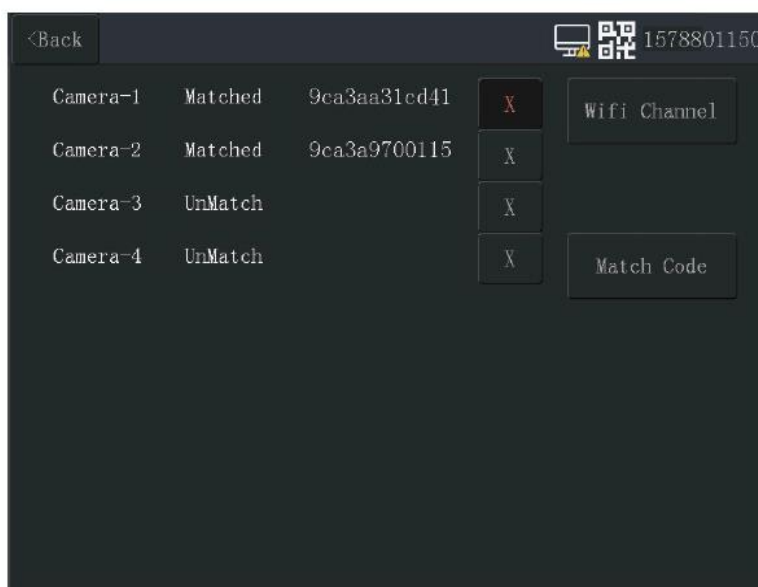 <Back 1578801150
Camera-1 Matched 9ca3aa31cd41 X Wifi Channel
Camera-2 Matched 9ca3a9700115 X
Camera-3 UnMatch X
Camera-4 UnMatch X Match Code